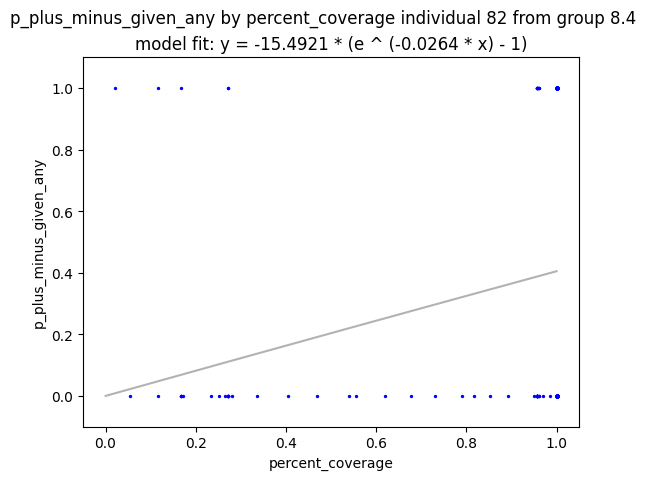 p_plus_minus_given_any by percent_coverage individual 82 from group 8.4
model fit: y = -15.4921 * (e ^ (-0.0264 * x) - 1)
1.0
0.8
0.6
0.4
0.2
0.0
p_plus_minus_given_any
0.0 0.2 0.4 0.6 0.8 1.0
percent_coverage